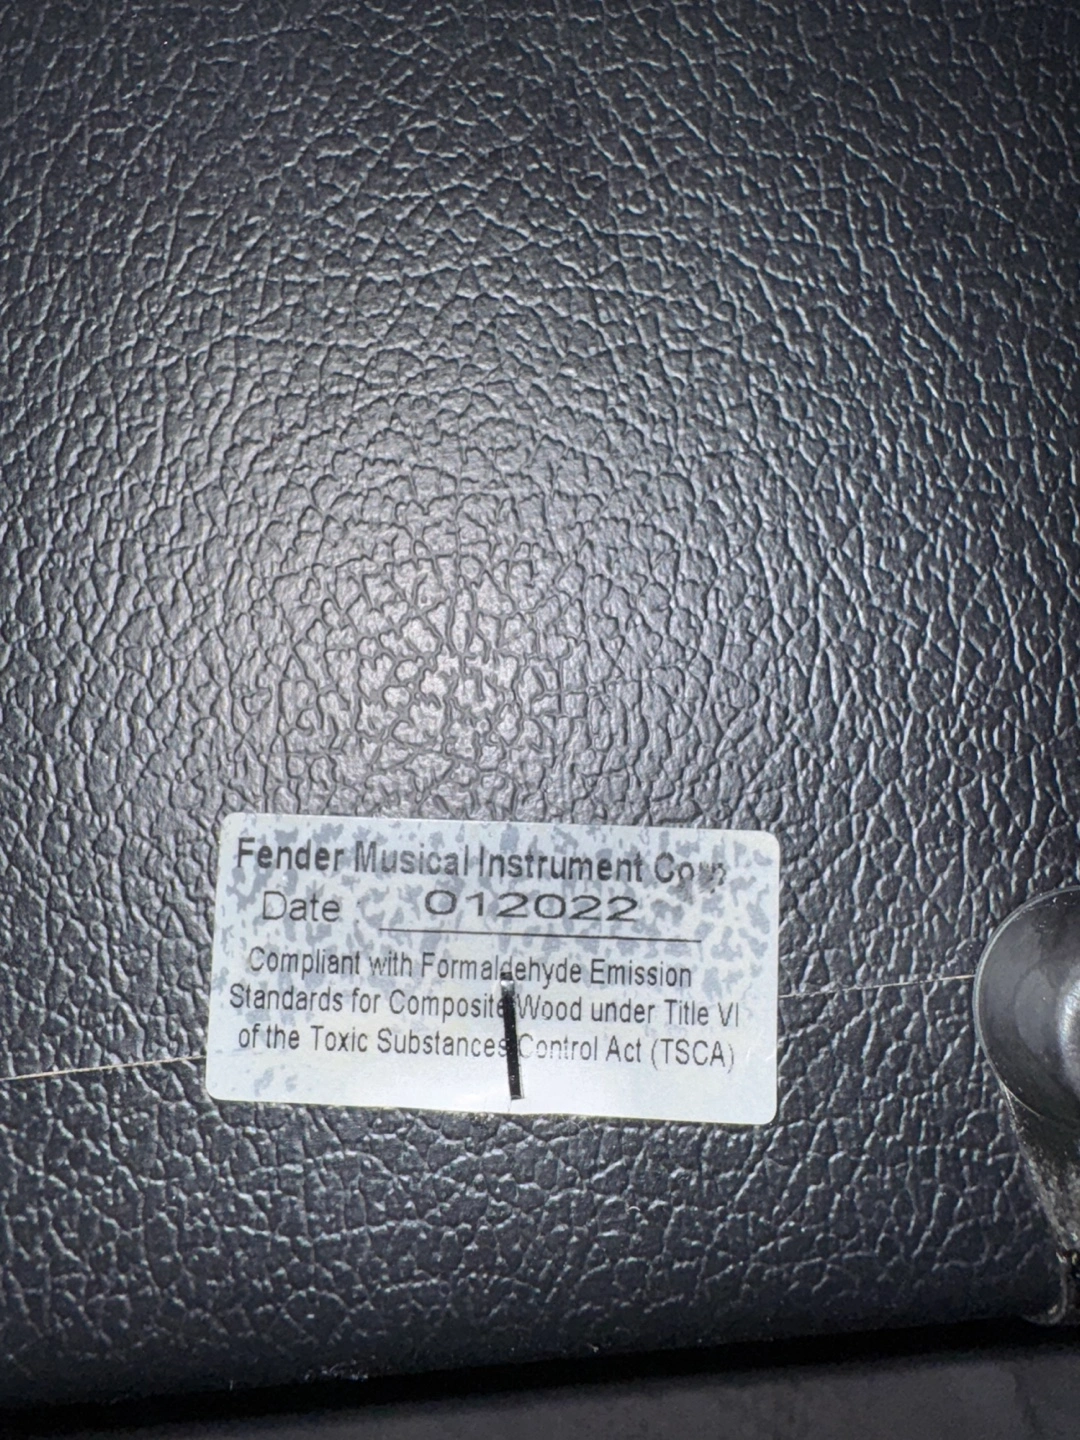 Fender Musical Instrument Corp
Date 012022
Compliant with Formaldehyde Emission
Standards for Composite Wood under Title VI
of the Toxic Substances Control Act (TSCA)